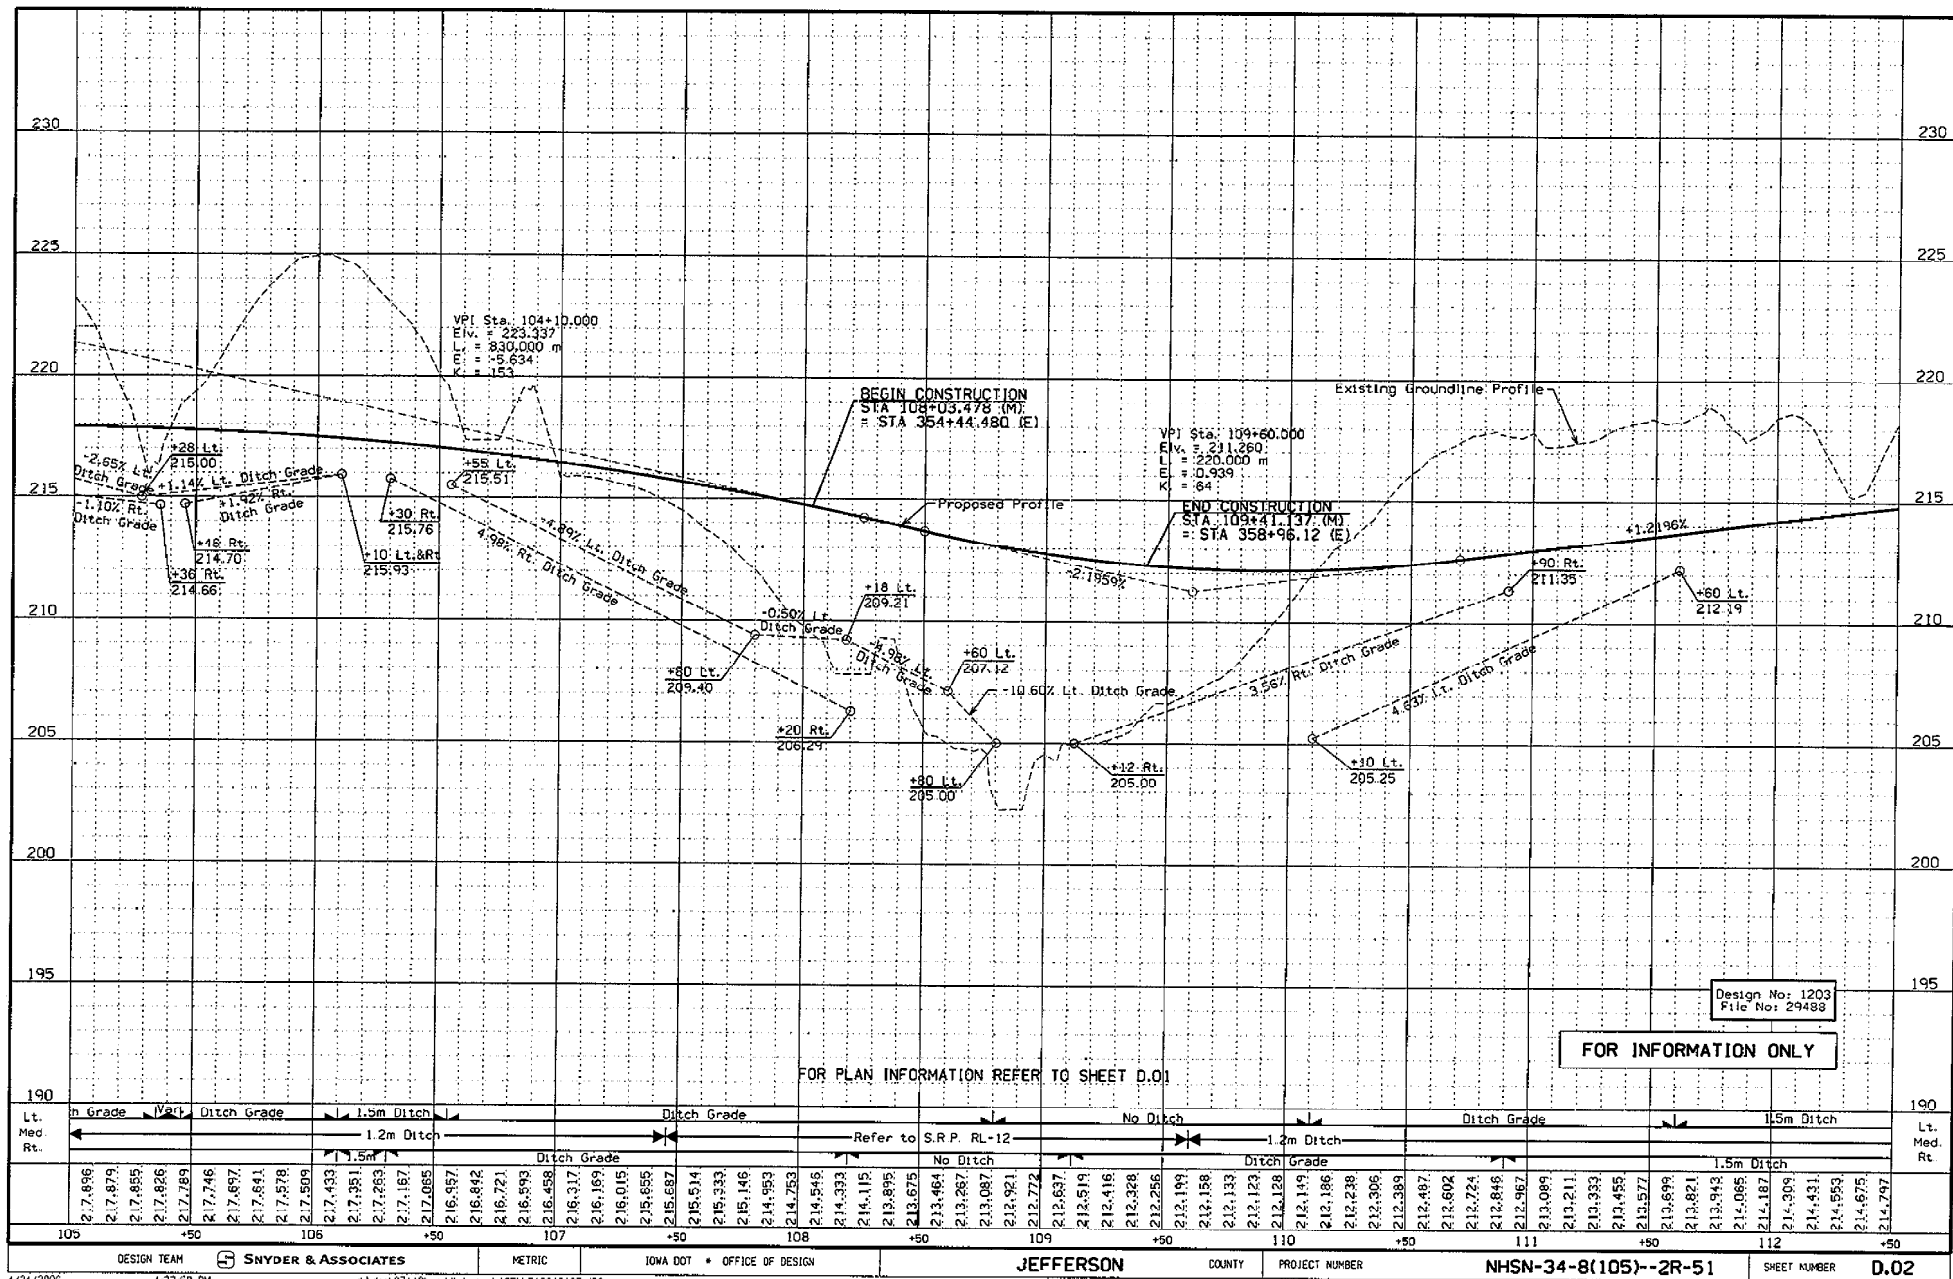 230
230
225
225
220
220
215
215
210
210
205
205
200
200
195
195
190
190
VPI Sta. 104+10.000
Elv. = 223.337
L. = 830.000 m
E. = -5.634
K. = 153
BEGIN CONSTRUCTION
STA 108+03.478 (M)
= STA 354+44.480 (E)
Existing Groundline Profile
VPI Sta. 109+60.000
Elv. = 211.260
L. = 220.000 m
E. = 0.939
K. = 64
END CONSTRUCTION
STA 109+41.137 (M)
= STA 358+96.12 (E)
Proposed Profile
-2.1959%
+1.2196%
-2.65% Lt.
Ditch Grade
+28 Lt.
215.00
+1.14% Lt. Ditch Grade
+1.92% Rt.
Ditch Grade
-1.10% Rt.
Ditch Grade
+48 Rt.
214.70
+36 Rt.
214.66
+30 Rt.
215.76
+10 Lt.&Rt
215.93
+55 Lt.
215.51
-4.89% Lt. Ditch Grade
4.98% Rt. Ditch Grade
-0.50% Lt.
Ditch Grade
+18 Lt.
209.21
+80 Lt.
209.40
-4.98% Lt.
Ditch Grade
+60 Lt.
207.12
-10.60% Lt. Ditch Grade
+20 Rt.
206.29
+80 Lt.
205.00
+12 Rt.
205.00
3.56% Rt. Ditch Grade
4.63% Lt. Ditch Grade
+90 Rt.
211.35
+60 Lt.
212.19
+10 Lt.
205.25
Design No: 1203
File No: 29488
FOR INFORMATION ONLY
FOR PLAN INFORMATION REFER TO SHEET D.01
Lt. ch Grade Var. Ditch Grade 1.5m Ditch Ditch Grade No Ditch Ditch Grade 1.5m Ditch Lt.
Med. 1.2m Ditch Refer to S.R.P. RL-12 1.2m Ditch Med.
Rt. 1.5m Ditch Grade No Ditch Ditch Grade 1.5m Ditch Rt.
217.896 217.879 217.855 217.826 217.789 217.746 217.697 217.641 217.578 217.509 217.433 217.351 217.263 217.167 217.065 216.957 216.842 216.721 216.593 216.458 216.317 216.169 216.015 215.855 215.687 215.514 215.333 215.146 214.953 214.753 214.546 214.333 214.115 213.895 213.675 213.464 213.267 213.087 212.921 212.772 212.637 212.519 212.416 212.328 212.256 212.199 212.158 212.133 212.123 212.128 212.149 212.186 212.238 212.306 212.389 212.487 212.602 212.724 212.846 212.967 213.089 213.211 213.333 213.455 213.577 213.699 213.821 213.943 214.065 214.187 214.309 214.431 214.553 214.675 214.797
105 +50 106 +50 107 +50 108 +50 109 +50 110 +50 111 +50 112 +50
DESIGN TEAM SNYDER & ASSOCIATES METRIC IOWA DOT * OFFICE OF DESIGN JEFFERSON COUNTY PROJECT NUMBER NHSN-34-8(105)--2R-51 SHEET NUMBER D.02